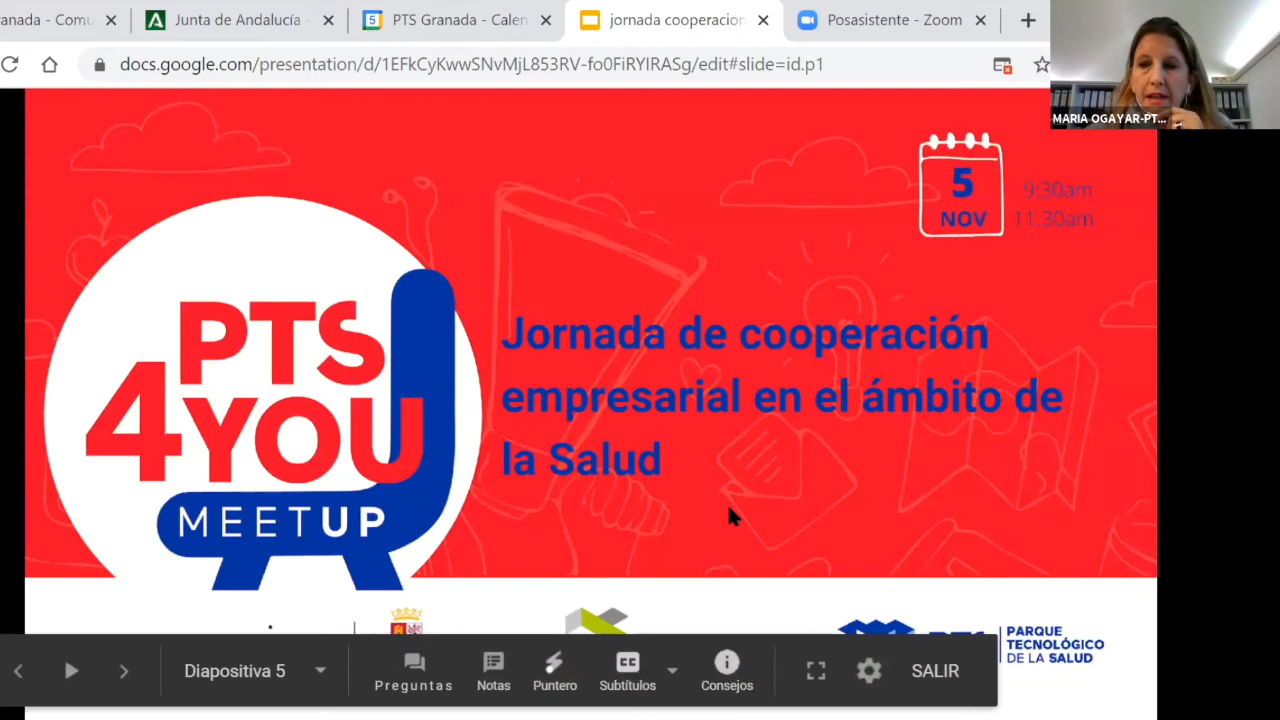 ranada - Comu
Junta de Andalucía -
PTS Granada - Calen
jornada cooperacion
Posasistente - Zoom
docs.google.com/presentation/d/1EFkCyKwwSNvMjL853RV-fo0FiRYIRASg/edit#slide=id.p1
MARIA OGAYAR-PT...
5
NOV
9:30am
11.30am
PTS
4YOU
MEETUP
Jornada de cooperación
empresarial en el ámbito de
la Salud
PARQUE
TECNOLÓGICO
DE LA SALUD
Diapositiva 5
Preguntas
Notas
Puntero
Subtítulos
Consejos
SALIR